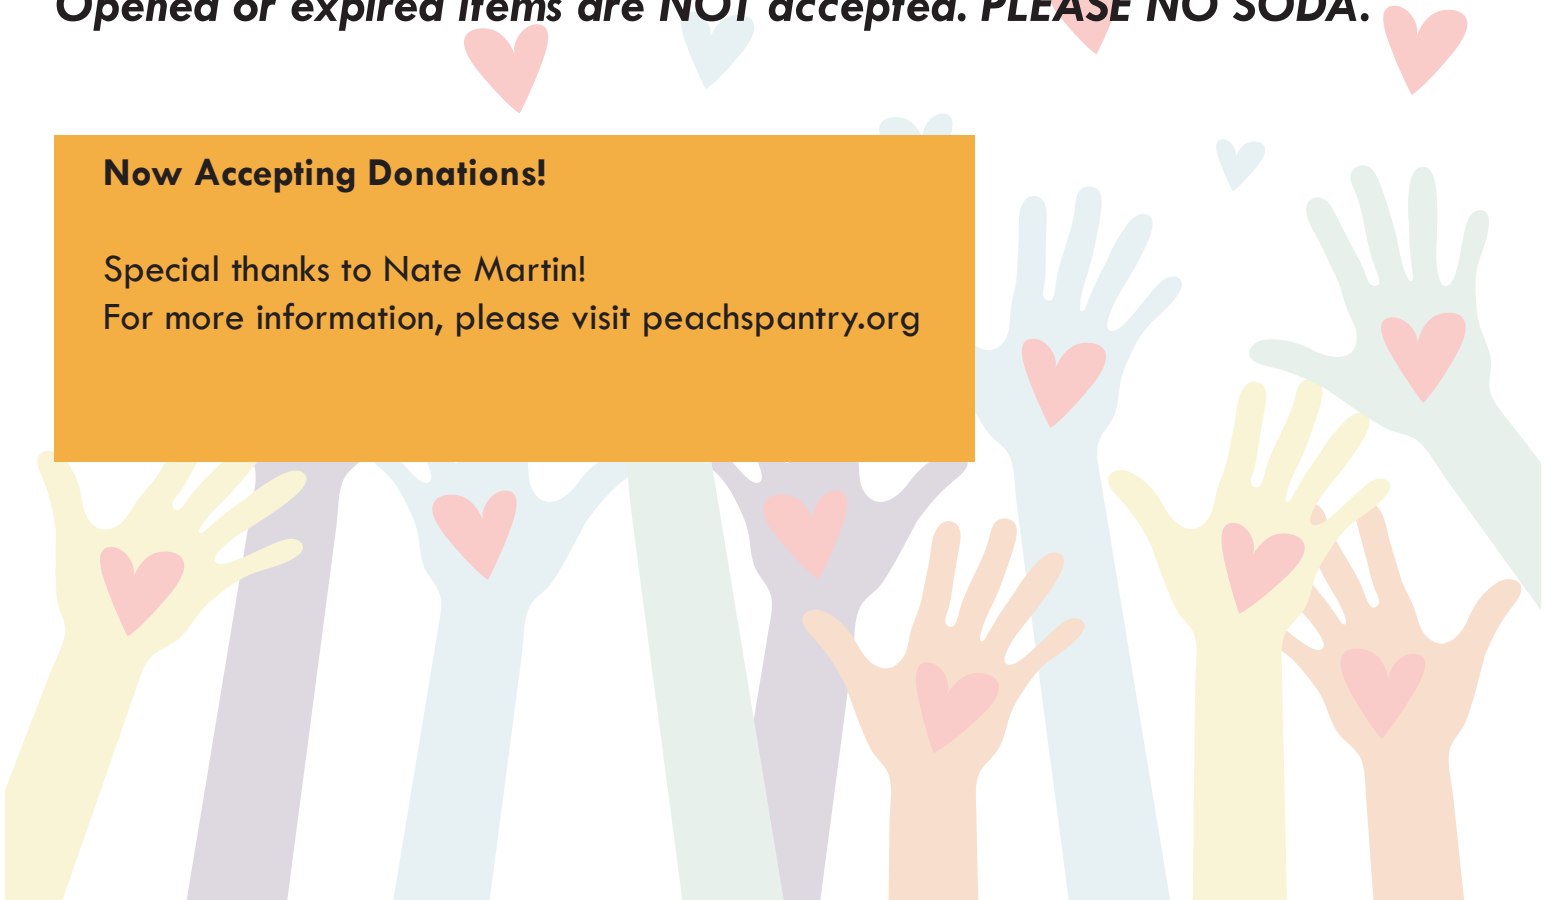 Opened or expired items are NOT accepted. PLEASE NO SODA.
Now Accepting Donations!
Special thanks to Nate Martin!
For more information, please visit peachspantry.org